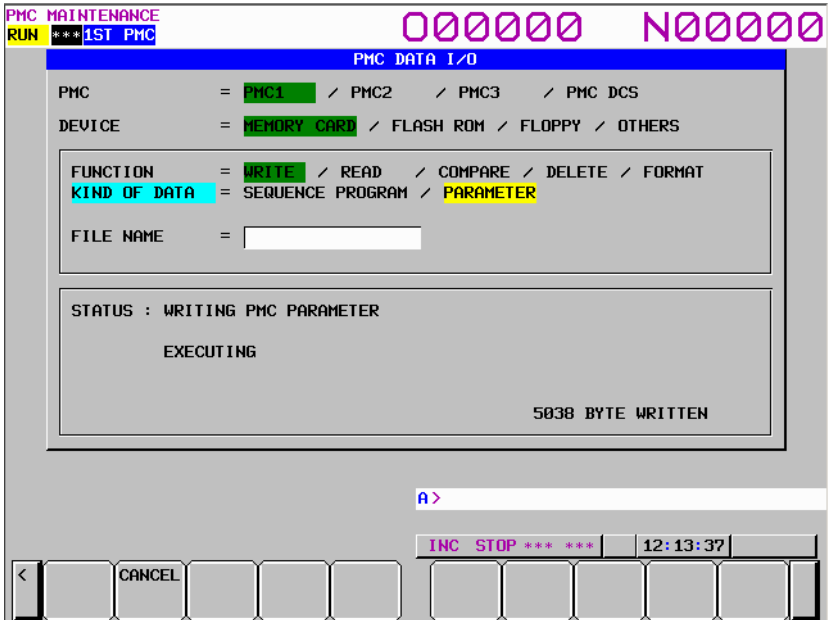 PMC MAINTENANCE O00000 N00000
RUN ***1ST PMC
PMC DATA I/O
PMC = PMC1 / PMC2 / PMC3 / PMC DCS
DEVICE = MEMORY CARD / FLASH ROM / FLOPPY / OTHERS
FUNCTION = WRITE / READ / COMPARE / DELETE / FORMAT
KIND OF DATA = SEQUENCE PROGRAM / PARAMETER
FILE NAME =
STATUS : WRITING PMC PARAMETER
EXECUTING
5038 BYTE WRITTEN
A>
INC STOP *** *** 12:13:37
< CANCEL